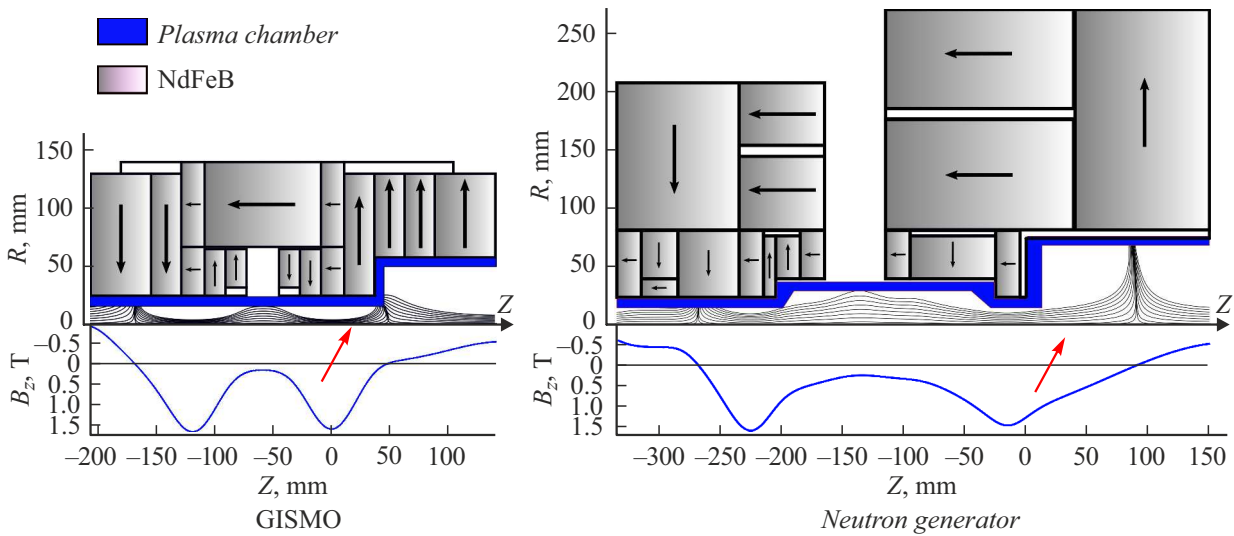 Plasma chamber
NdFeB
R, mm
150
100
50
0
Z
B_z, T
–0.5
0
0.5
1.0
1.5
–200 –150 –100 –50 0 50 100
Z, mm
GISMO
R, mm
250
200
150
100
50
0
Z
B_z, T
–0.5
0
0.5
1.0
1.5
–300 –250 –200 –150 –100 –50 0 50 100 150
Z, mm
Neutron generator